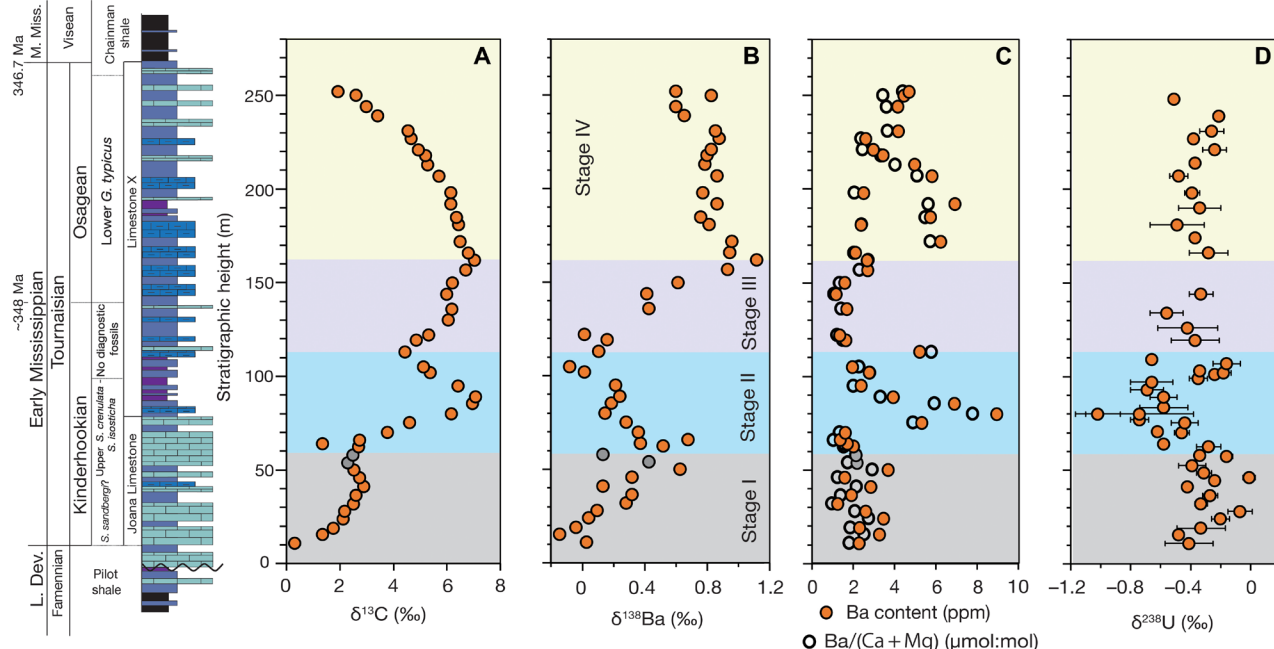 346.7 Ma
M. Miss.
Visean
Chainman
shale
~348 Ma
Early Mississippian
Tournaisian
Osagean
Lower G. typicus
Limestone X
No diagnostic
fossils
Kinderhookian
Upper S. crenulata -
S. isosticha
S. sandbergi?
Joana Limestone
L. Dev.
Famennian
Pilot
shale
Stratigraphic height (m)
250
200
150
100
50
0
A
0 2 4 6 8
δ¹³C (‰)
B
Stage IV
Stage III
Stage II
Stage I
0 0.4 0.8 1.2
δ¹³⁸Ba (‰)
C
0 2 4 6 8 10
Ba content (ppm)
Ba/(Ca + Mg) (μmol:mol)
D
−1.2 −0.8 −0.4 0
δ²³⁸U (‰)